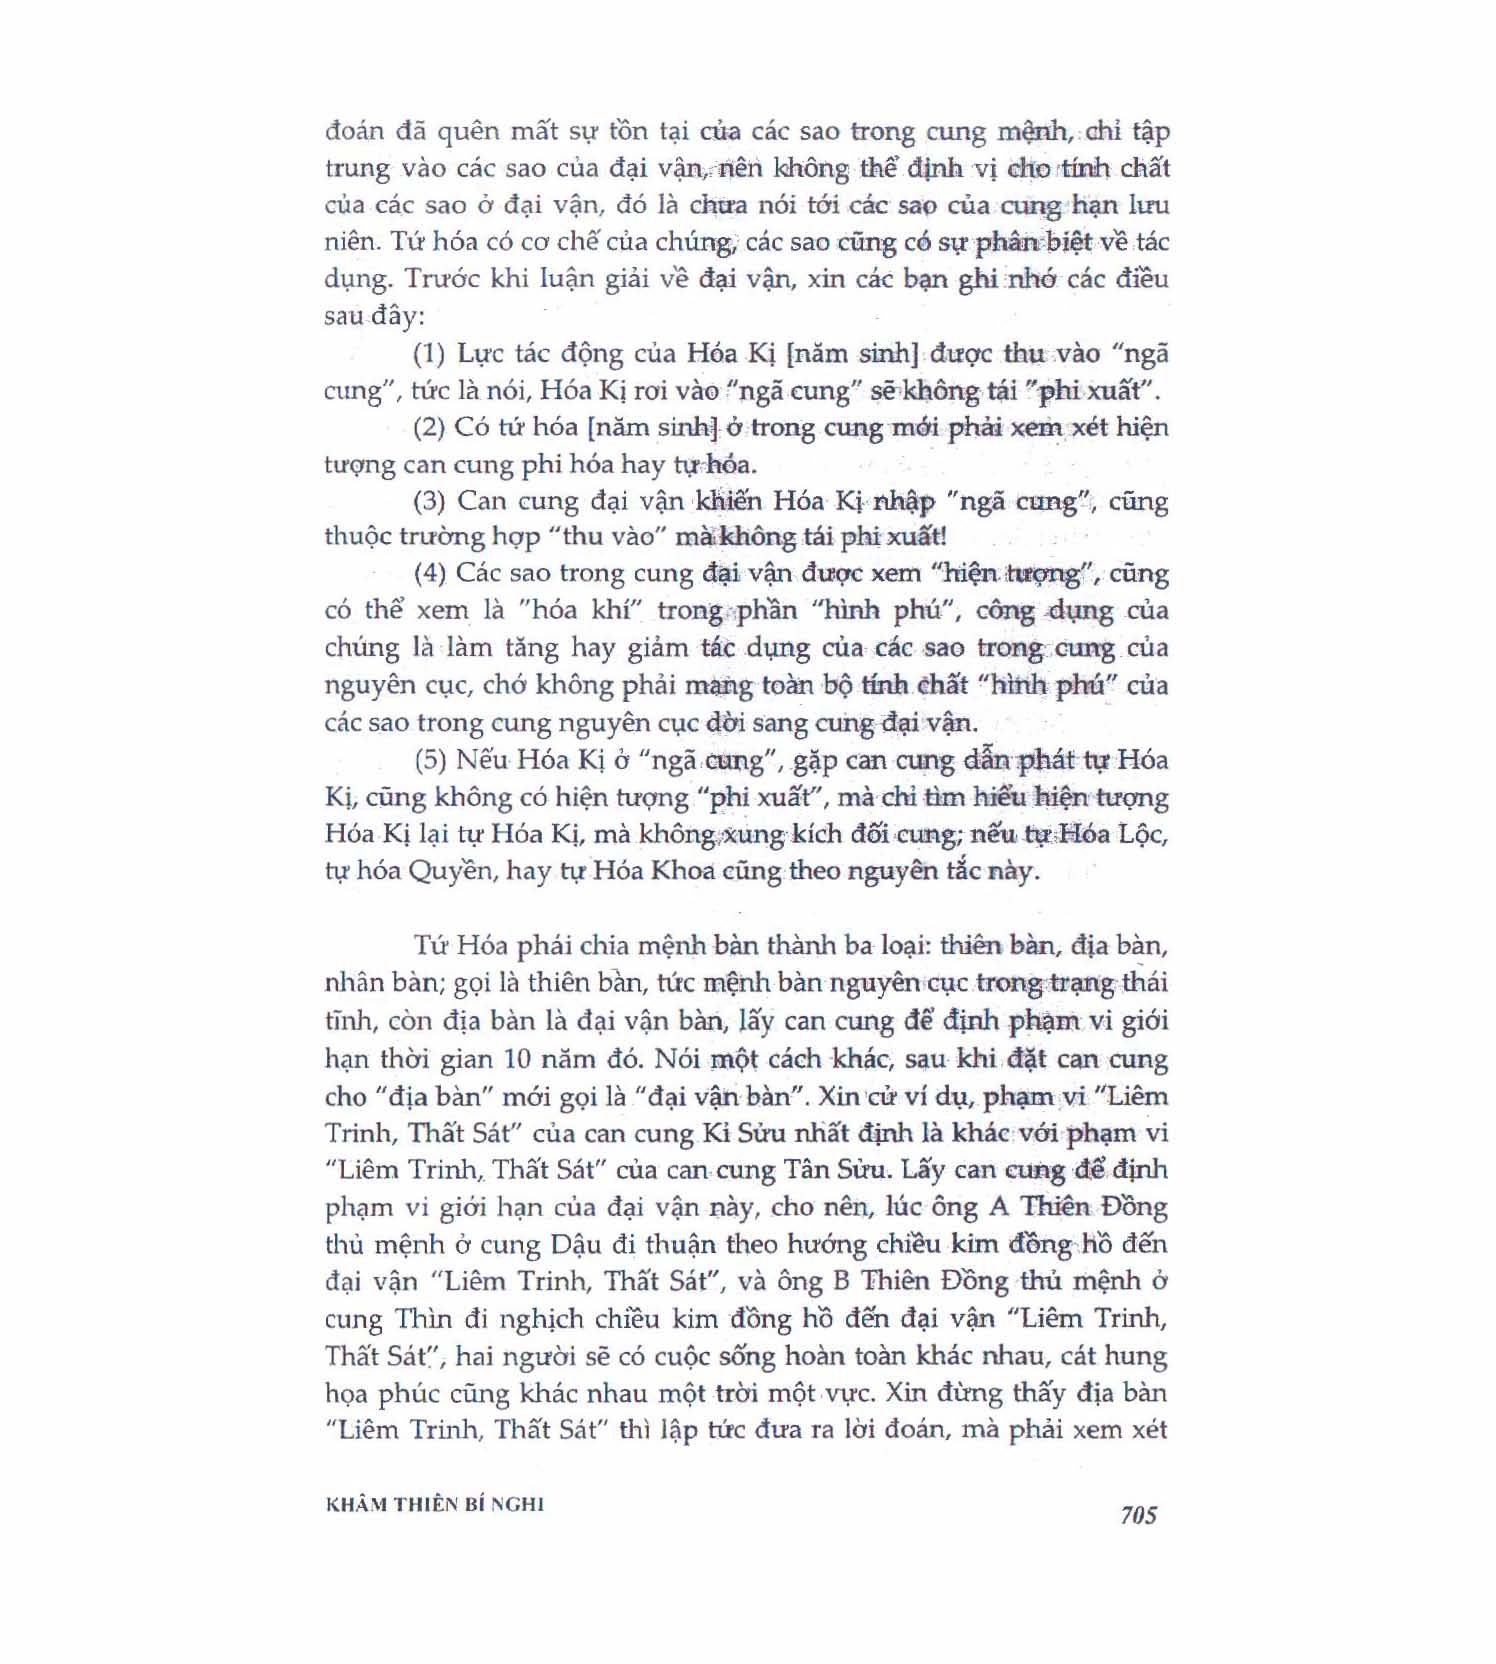 đoán đã quên mất sự tồn tại của các sao trong cung mệnh, chỉ tập
trung vào các sao của đại vận, nên không thể định vị cho tính chất
của các sao ở đại vận, đó là chưa nói tới các sao của cung hạn lưu
niên. Tứ hóa có cơ chế của chúng, các sao cũng có sự phân biệt về tác
dụng. Trước khi luận giải về đại vận, xin các bạn ghi nhớ các điều
sau đây:
(1) Lực tác động của Hóa Kị [năm sinh] được thu vào "ngã
cung", tức là nói, Hóa Kị rơi vào "ngã cung" sẽ không tái "phi xuất".
(2) Có tứ hóa [năm sinh] ở trong cung mới phải xem xét hiện
tượng can cung phi hóa hay tự hóa.
(3) Can cung đại vận khiến Hóa Kị nhập "ngã cung", cũng
thuộc trường hợp "thu vào" mà không tái phi xuất!
(4) Các sao trong cung đại vận được xem "hiện tượng", cũng
có thể xem là "hóa khí" trong phần "hình phú", công dụng của
chúng là làm tăng hay giảm tác dụng của các sao trong cung của
nguyên cục, chớ không phải mang toàn bộ tính chất "hình phú" của
các sao trong cung nguyên cục dời sang cung đại vận.
(5) Nếu Hóa Kị ở "ngã cung", gặp can cung dẫn phát tự Hóa
Kị, cũng không có hiện tượng "phi xuất", mà chỉ tìm hiểu hiện tượng
Hóa Kị lại tự Hóa Kị, mà không xung kích đối cung; nếu tự Hóa Lộc,
tự hóa Quyền, hay tự Hóa Khoa cũng theo nguyên tắc này.
Tứ Hóa phái chia mệnh bàn thành ba loại: thiên bàn, địa bàn,
nhân bàn; gọi là thiên bàn, tức mệnh bàn nguyên cục trong trạng thái
tĩnh, còn địa bàn là đại vận bàn, lấy can cung để định phạm vi giới
hạn thời gian 10 năm đó. Nói một cách khác, sau khi đặt can cung
cho "địa bàn" mới gọi là "đại vận bàn". Xin cử ví dụ, phạm vi "Liêm
Trinh, Thất Sát" của can cung Kỉ Sửu nhất định là khác với phạm vi
"Liêm Trinh, Thất Sát" của can cung Tân Sửu. Lấy can cung để định
phạm vi giới hạn của đại vận này, cho nên, lúc ông A Thiên Đồng
thủ mệnh ở cung Dậu đi thuận theo hướng chiều kim đồng hồ đến
đại vận "Liêm Trinh, Thất Sát", và ông B Thiên Đồng thủ mệnh ở
cung Thìn đi nghịch chiều kim đồng hồ đến đại vận "Liêm Trinh,
Thất Sát", hai người sẽ có cuộc sống hoàn toàn khác nhau, cát hung
họa phúc cũng khác nhau một trời một vực. Xin đừng thấy địa bàn
"Liêm Trinh, Thất Sát" thì lập tức đưa ra lời đoán, mà phải xem xét
KHÂM THIÊN BÍ NGHI
705